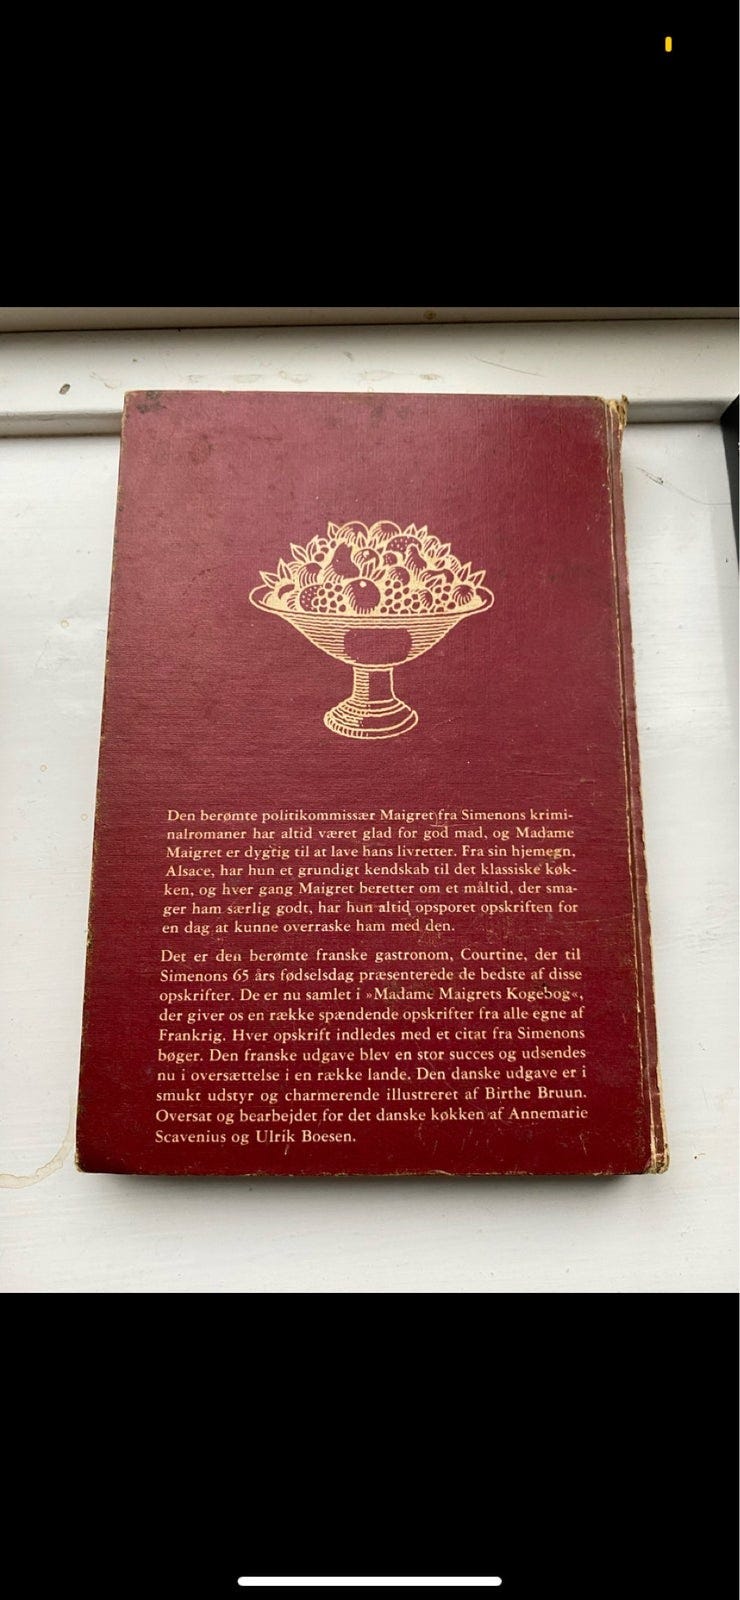 Den berømte politikommissær Maigret fra Simenons krimi-
nalromaner har altid været glad for god mad, og Madame
Maigret er dygtig til at lave hans livretter. Fra sin hjemegn,
Alsace, har hun et grundigt kendskab til det klassiske køk-
ken, og hver gang Maigret beretter om et måltid, der sma-
ger ham særlig godt, har hun altid opsporet opskriften for
en dag at kunne overraske ham med den.
Det er den berømte franske gastronom, Courtine, der til
Simenons 65 års fødselsdag præsenterede de bedste af disse
opskrifter. De er nu samlet i »Madame Maigrets Kogebog«,
der giver os en række spændende opskrifter fra alle egne af
Frankrig. Hver opskrift indledes med et citat fra Simenons
bøger. Den franske udgave blev en stor succes og udsendes
nu i oversættelse i en række lande. Den danske udgave er i
smukt udstyr og charmerende illustreret af Birthe Bruun.
Oversat og bearbejdet for det danske køkken af Annemarie
Scavenius og Ulrik Boesen.